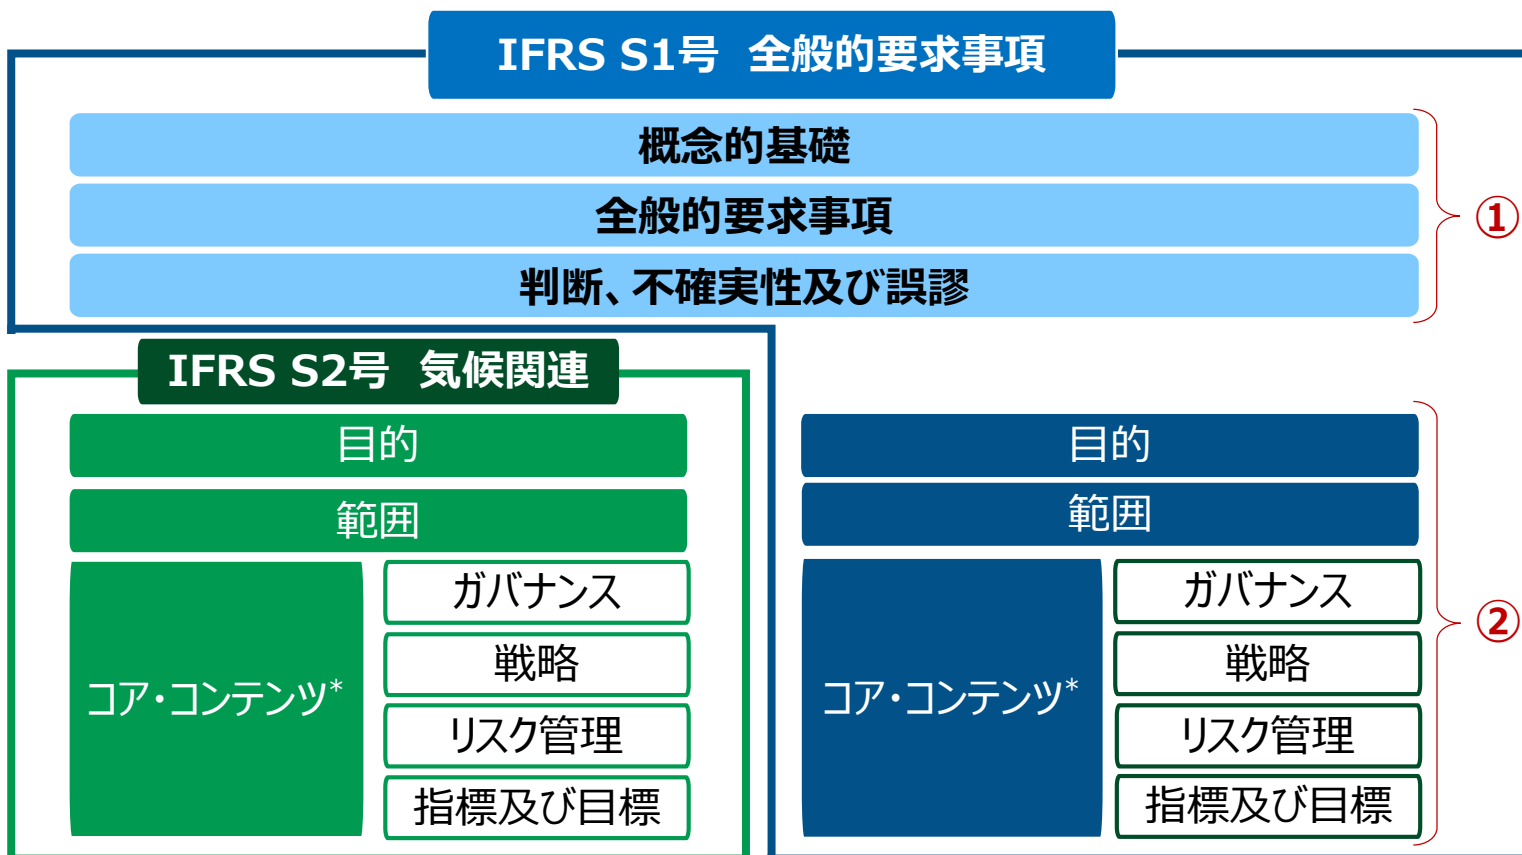 IFRS S1号 全般的要求事項
概念的基礎
全般的要求事項
判断、不確実性及び誤謬
①
IFRS S2号 気候関連
目的
範囲
コア・コンテンツ*
ガバナンス
戦略
リスク管理
指標及び目標
目的
範囲
コア・コンテンツ*
ガバナンス
戦略
リスク管理
指標及び目標
②